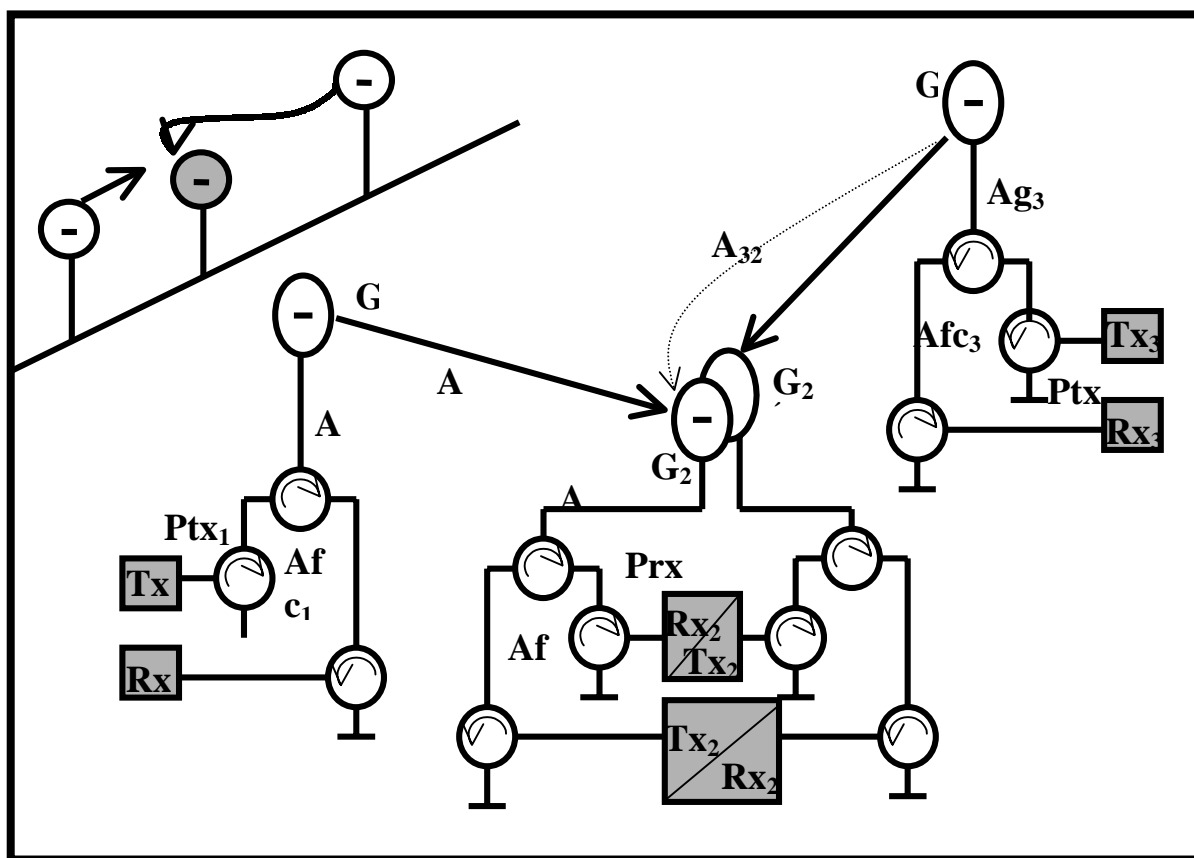 -
-
-
G
-
Ag₃
A₃₂
G
-
A
Afc₃
Tx₃
Ptx
Rx₃
G₂
´
-
G₂
A
A
Ptx₁
Af
c₁
Tx
Rx
Prx
Af
Rx₂
Tx₂
Tx₂
Rx₂